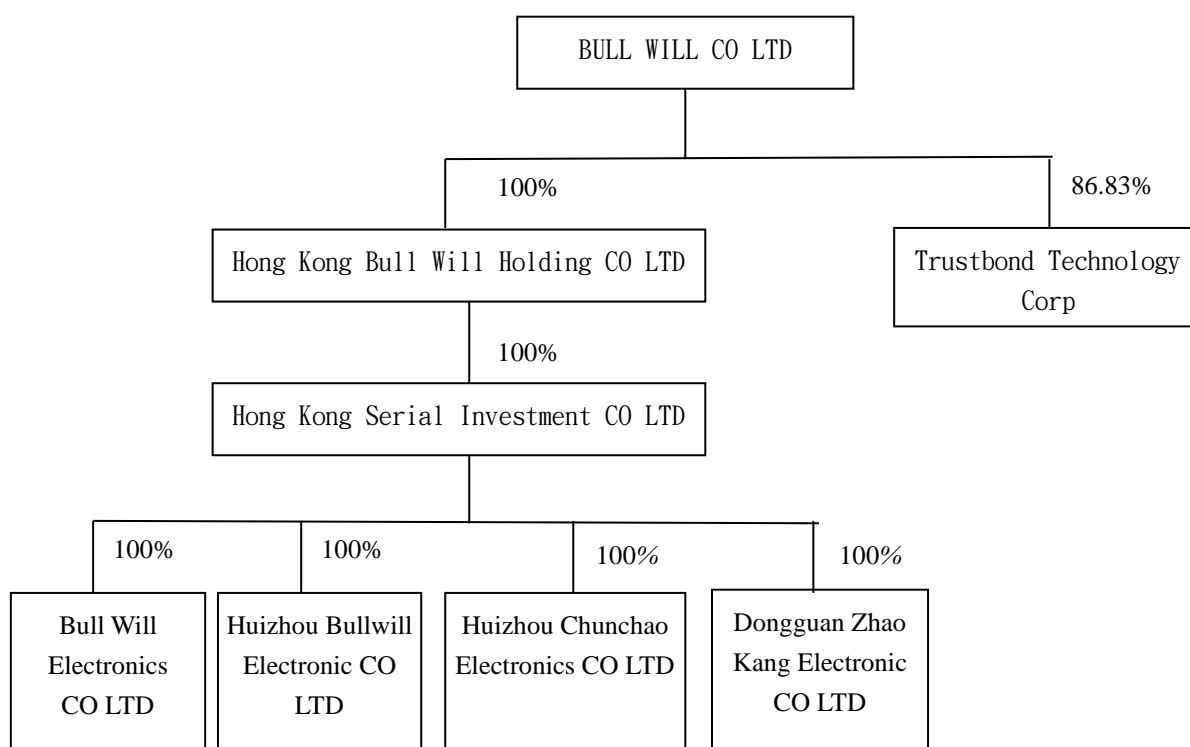 BULL WILL CO LTD
100%
86.83%
Hong Kong Bull Will Holding CO LTD
Trustbond Technology
Corp
100%
Hong Kong Serial Investment CO LTD
100%
100%
100%
100%
Bull Will
Electronics
CO LTD
Huizhou Bullwill
Electronic CO
LTD
Huizhou Chunchao
Electronics CO LTD
Dongguan Zhao
Kang Electronic
CO LTD